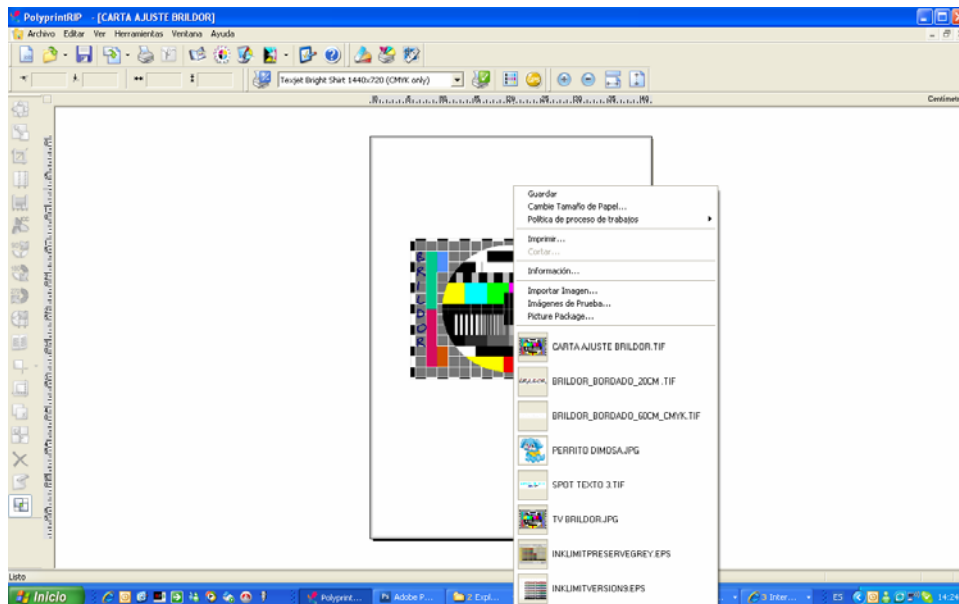 PolyprintRIP - [CARTA AJUSTE BRILDOR]
Archivo Editar Ver Herramientas Ventana Ayuda
Texjet Bright Shirt 1440x720 (CMYK only)
BRILDOR
Guardar
Cambie Tamaño de Papel...
Política de proceso de trabajos
Imprimir...
Cortar...
Información...
Importar Imagen...
Imágenes de Prueba...
Picture Package...
CARTA AJUSTE BRILDOR.TIF
BRILDOR_BORDADO_20CM .TIF
BRILDOR_BORDADO_60CM_CMYK.TIF
PERRITO DIMOSA.JPG
SPOT TEXTO 3.TIF
TV BRILDOR.JPG
INKLIMITPRESERVEGREY.EPS
INKLIMITVERSION9.EPS
Listo
Inicio
Polyprint...
Adobe P...
2 Expl...
3 Inter...
ES
14:24